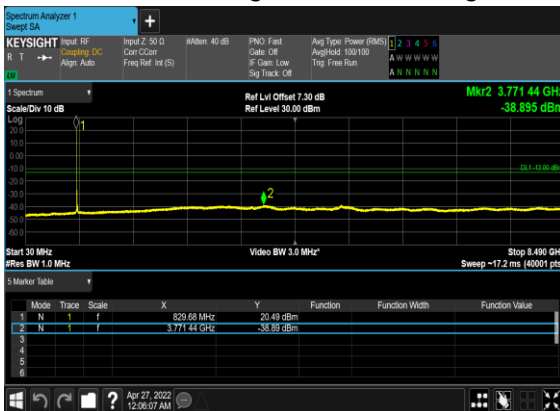 Spectrum Analyzer 1
Swept SA
+
KEYSIGHT Input: RF Input Z: 50 Ω #Atten: 40 dB PNO: Fast Avg Type: Power (RMS) 1 2 3 4 5 6
R T Coupling: DC Corr CCorr Gate: Off Avg|Hold: 100/100 A W W W W W
Align: Auto Freq Ref: Int (S) IF Gain: Low Trig: Free Run
LV Sig Track: Off A N N N N N
1 Spectrum Ref Lvl Offset 7.30 dB Mkr2 3.771 44 GHz
Scale/Div 10 dB Ref Level 30.00 dBm -38.895 dBm
Log
20.0 1
10.0
0.00
-10.0 DL1 -13.00 dBm
-20.0
-30.0 2
-40.0
-50.0
-60.0
Start 30 MHz Video BW 3.0 MHz* Stop 8.490 GHz
#Res BW 1.0 MHz Sweep ~17.2 ms (40001 pts)
5 Marker Table
Mode Trace Scale X Y Function Function Width Function Value
1 N 1 f 829.68 MHz 20.49 dBm
2 N 1 f 3.771 44 GHz -38.89 dBm
3
4
5
6
? Apr 27, 2022
12:06:07 AM